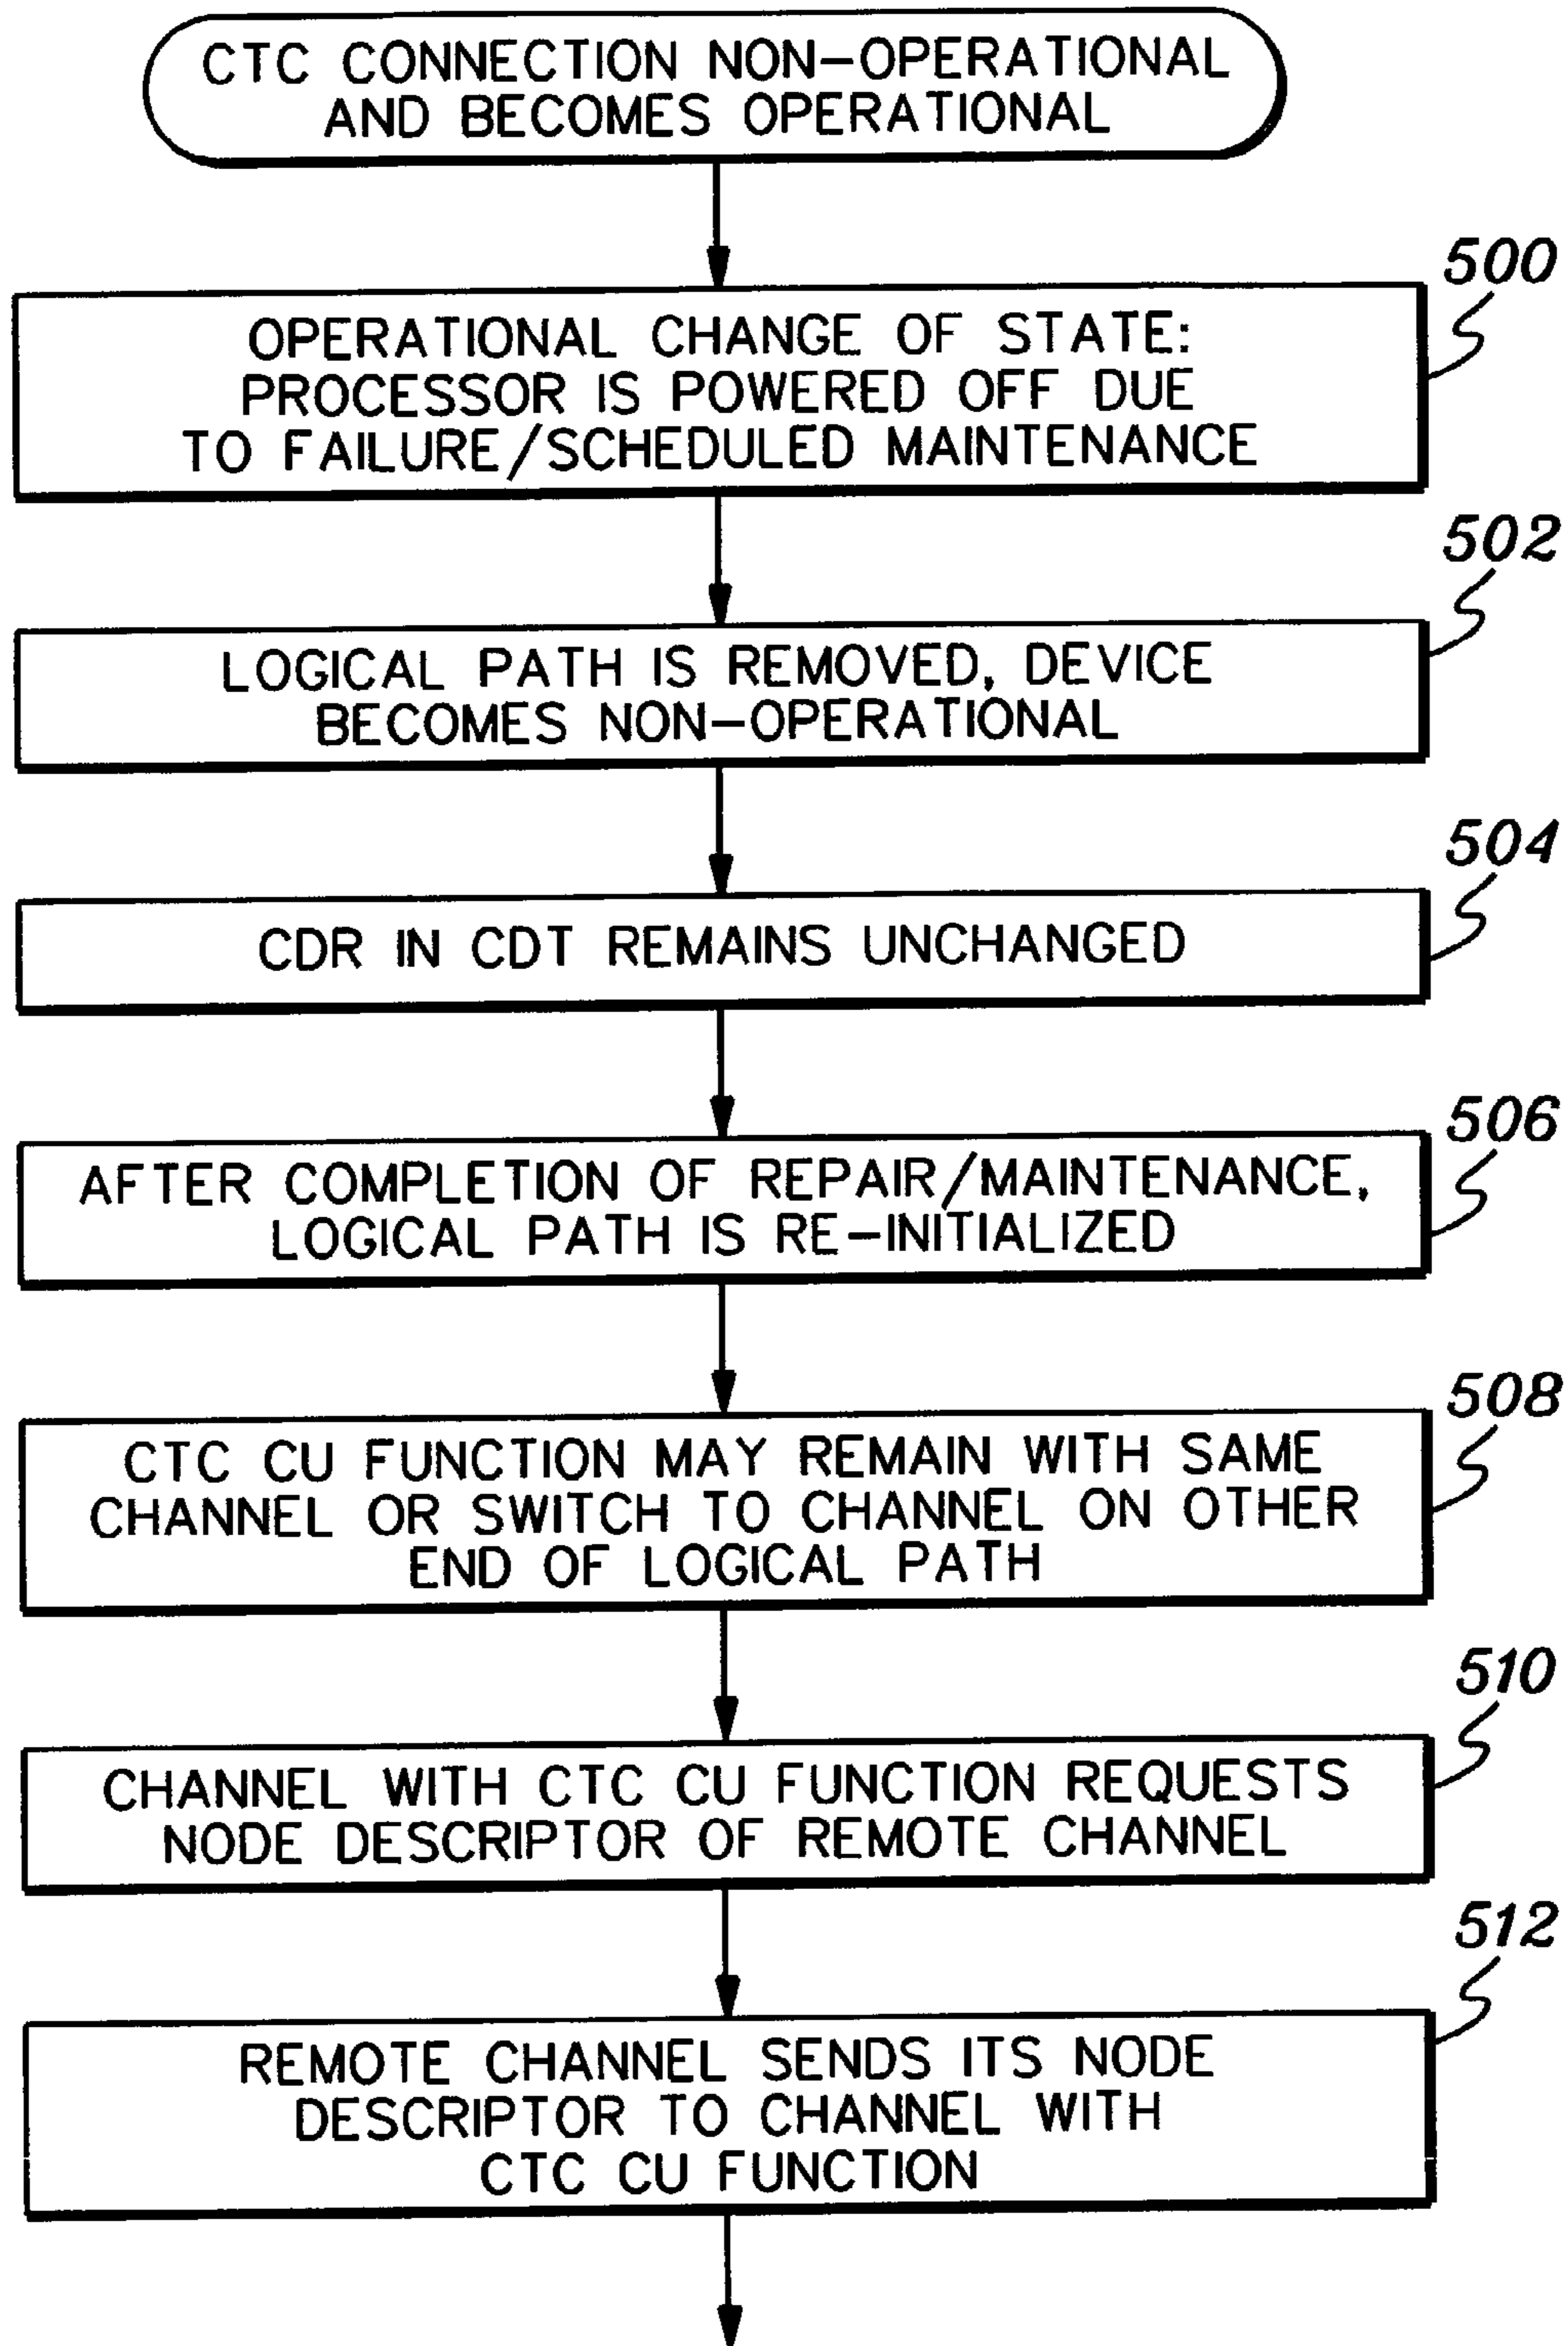 CTC CONNECTION NON-OPERATIONAL
AND BECOMES OPERATIONAL
500
OPERATIONAL CHANGE OF STATE:
PROCESSOR IS POWERED OFF DUE
TO FAILURE/SCHEDULED MAINTENANCE
502
LOGICAL PATH IS REMOVED, DEVICE
BECOMES NON-OPERATIONAL
504
CDR IN CDT REMAINS UNCHANGED
506
AFTER COMPLETION OF REPAIR/MAINTENANCE,
LOGICAL PATH IS RE-INITIALIZED
508
CTC CU FUNCTION MAY REMAIN WITH SAME
CHANNEL OR SWITCH TO CHANNEL ON OTHER
END OF LOGICAL PATH
510
CHANNEL WITH CTC CU FUNCTION REQUESTS
NODE DESCRIPTOR OF REMOTE CHANNEL
512
REMOTE CHANNEL SENDS ITS NODE
DESCRIPTOR TO CHANNEL WITH
CTC CU FUNCTION